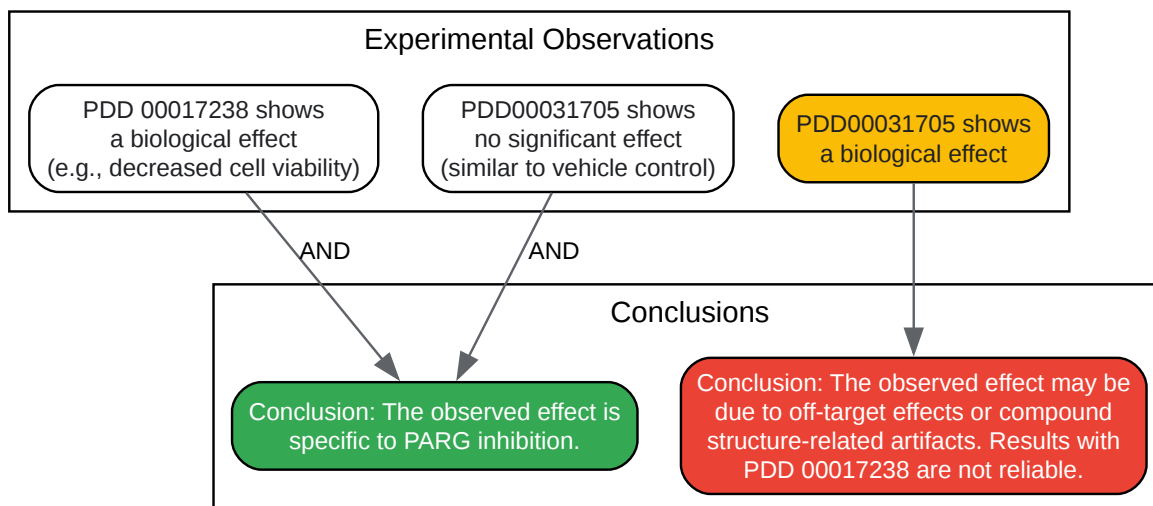 Experimental Observations
PDD 00017238 shows
a biological effect
(e.g., decreased cell viability)
PDD00031705 shows
no significant effect
(similar to vehicle control)
PDD00031705 shows
a biological effect
AND
AND
Conclusions
Conclusion: The observed effect is
specific to PARG inhibition.
Conclusion: The observed effect may be
due to off-target effects or compound
structure-related artifacts. Results with
PDD 00017238 are not reliable.